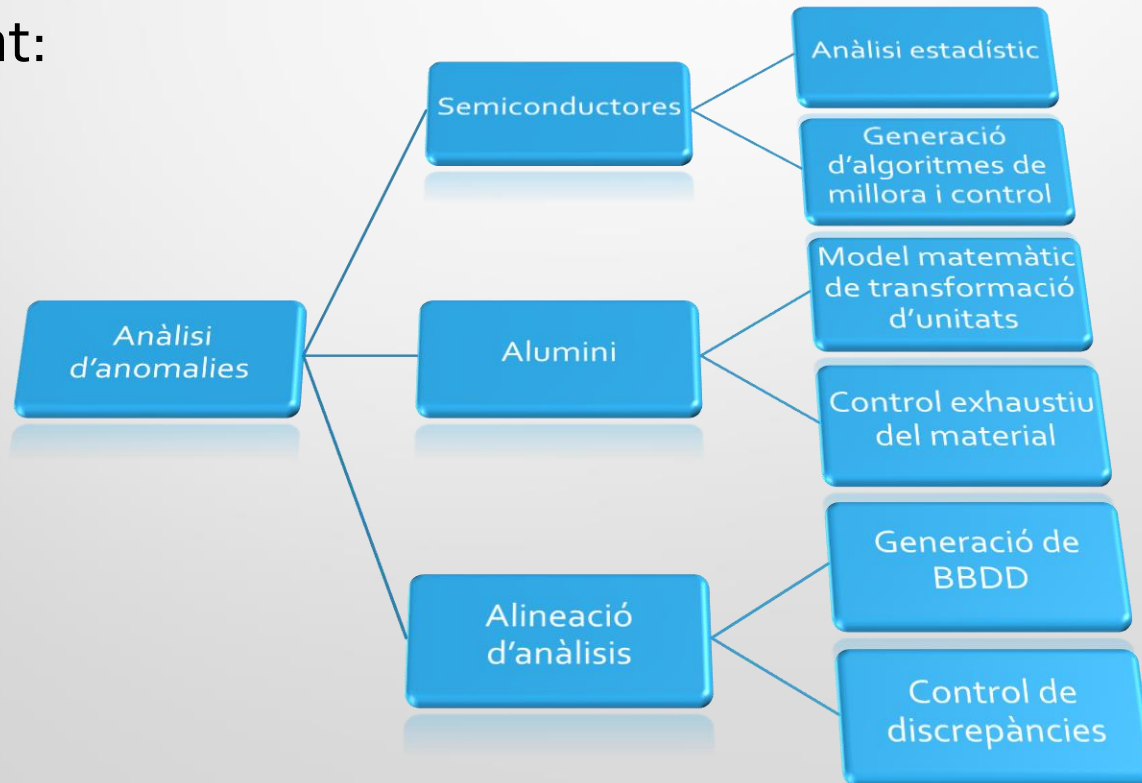 nt:
Semiconductores
Anàlisi estadístic
Generació
d'algoritmes de
millora i control
Anàlisi
d'anomalies
Alumini
Model matemàtic
de transformació
d'unitats
Control exhaustiu
del material
Alineació
d'anàlisis
Generació de
BBDD
Control de
discrepàncies